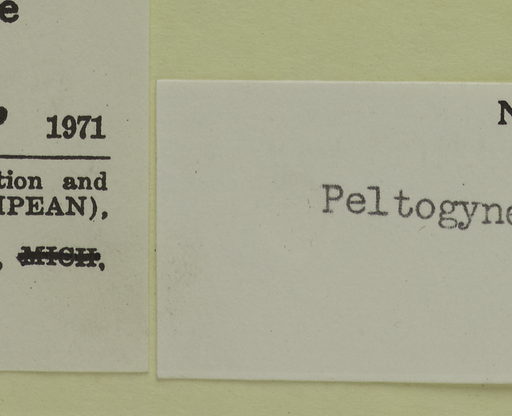 e
1971
tion and
IPEAN),
, MICH,
N
Peltogyne